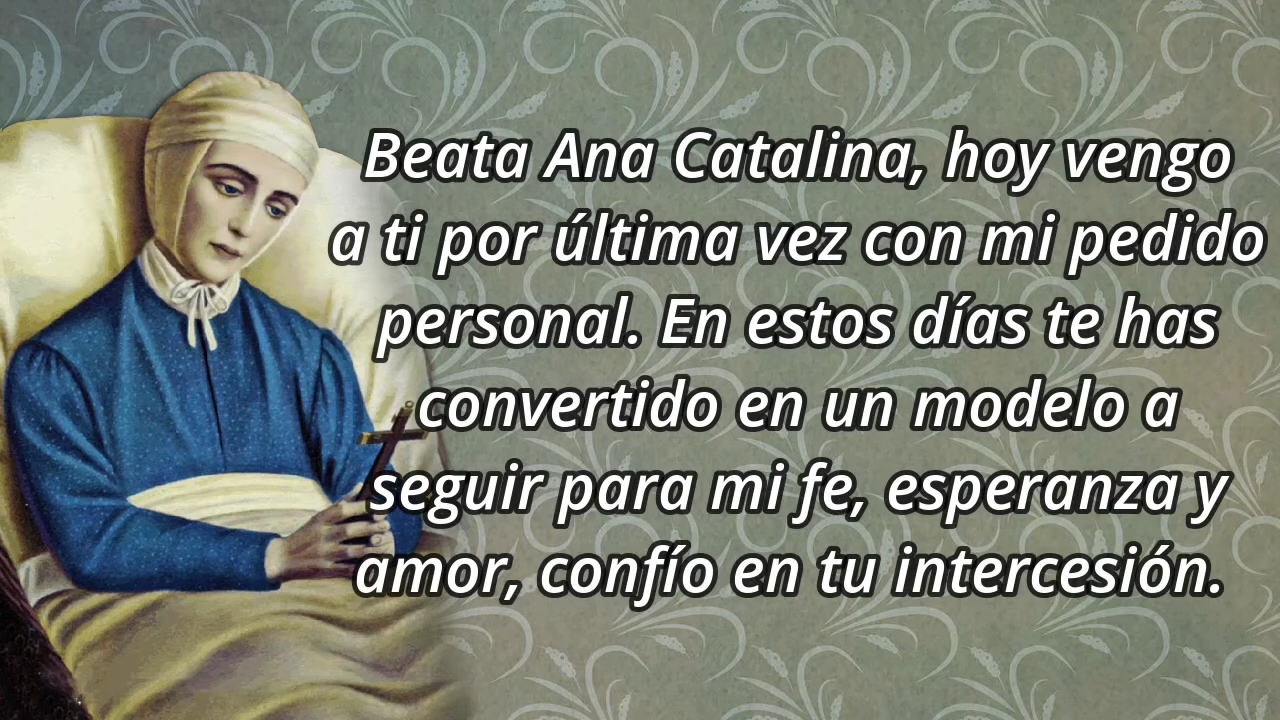 Beata Ana Catalina, hoy vengo
a ti por última vez con mi pedido
personal. En estos días te has
convertido en un modelo a
seguir para mi fe, esperanza y
amor, confío en tu intercesión.